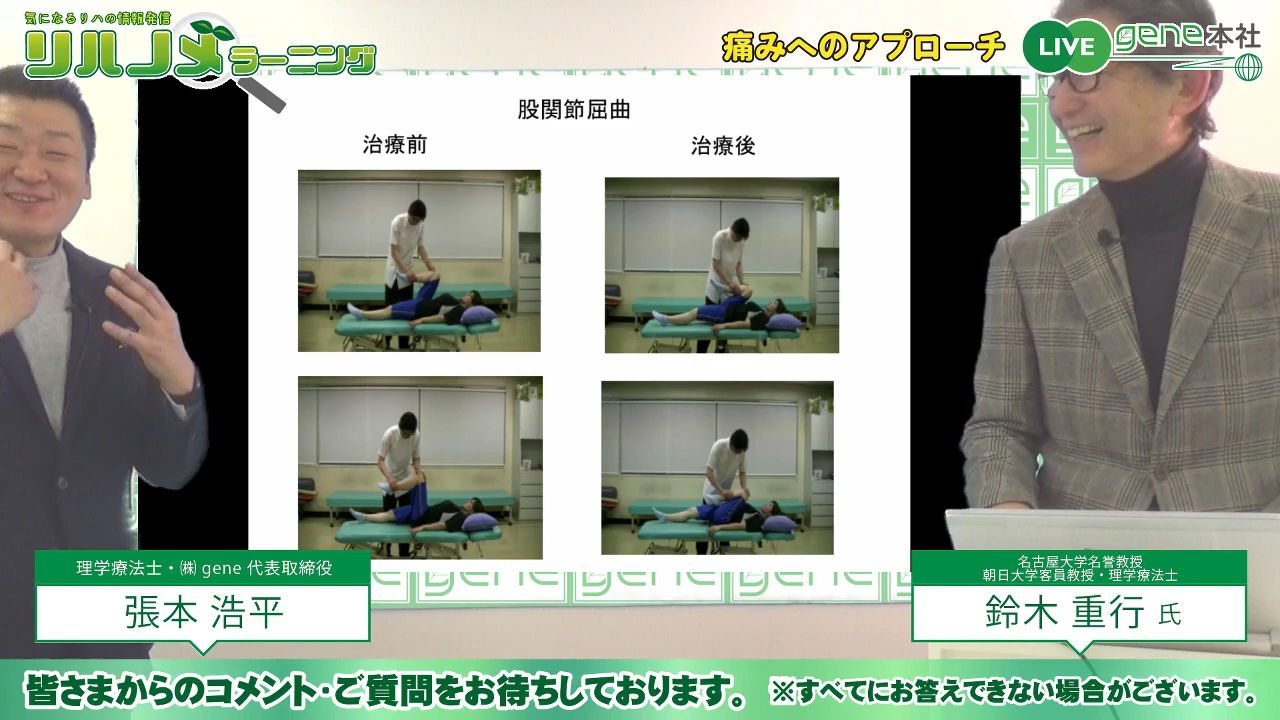 気になるリハの情報発信
リハノメ
ラーニング
痛みへのアプローチ
LIVE
gene本社
股関節屈曲
治療前
治療後
理学療法士・㈱gene 代表取締役
張本 浩平
名古屋大学名誉教授
朝日大学客員教授・理学療法士
鈴木 重行 氏
皆さまからのコメント・ご質問をお待ちしております。
※すべてにお答えできない場合がございます。